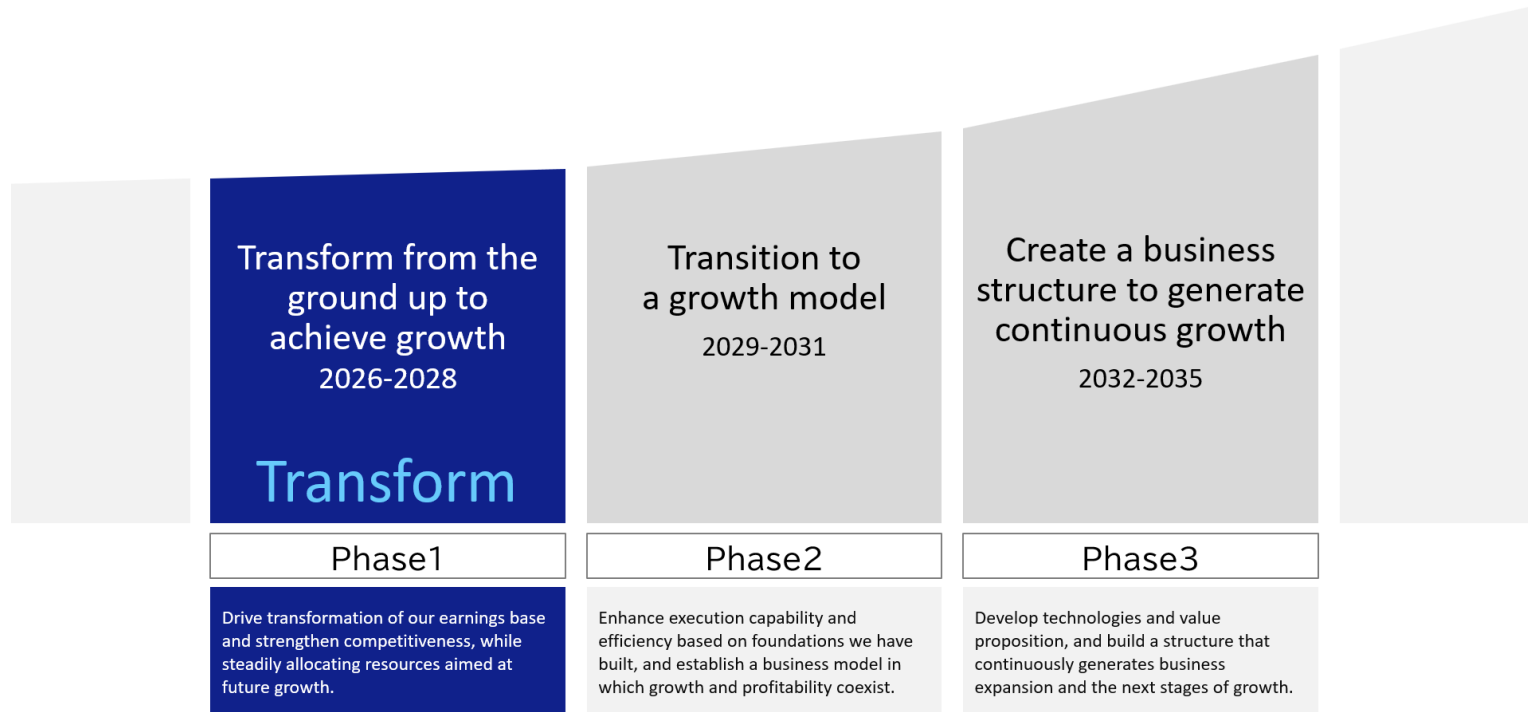 Transform from the
ground up to
achieve growth
2026-2028
Transform
Transition to
a growth model
2029-2031
Create a business
structure to generate
continuous growth
2032-2035
Phase1
Phase2
Phase3
Drive transformation of our earnings base
and strengthen competitiveness, while
steadily allocating resources aimed at
future growth.
Enhance execution capability and
efficiency based on foundations we have
built, and establish a business model in
which growth and profitability coexist.
Develop technologies and value
proposition, and build a structure that
continuously generates business
expansion and the next stages of growth.